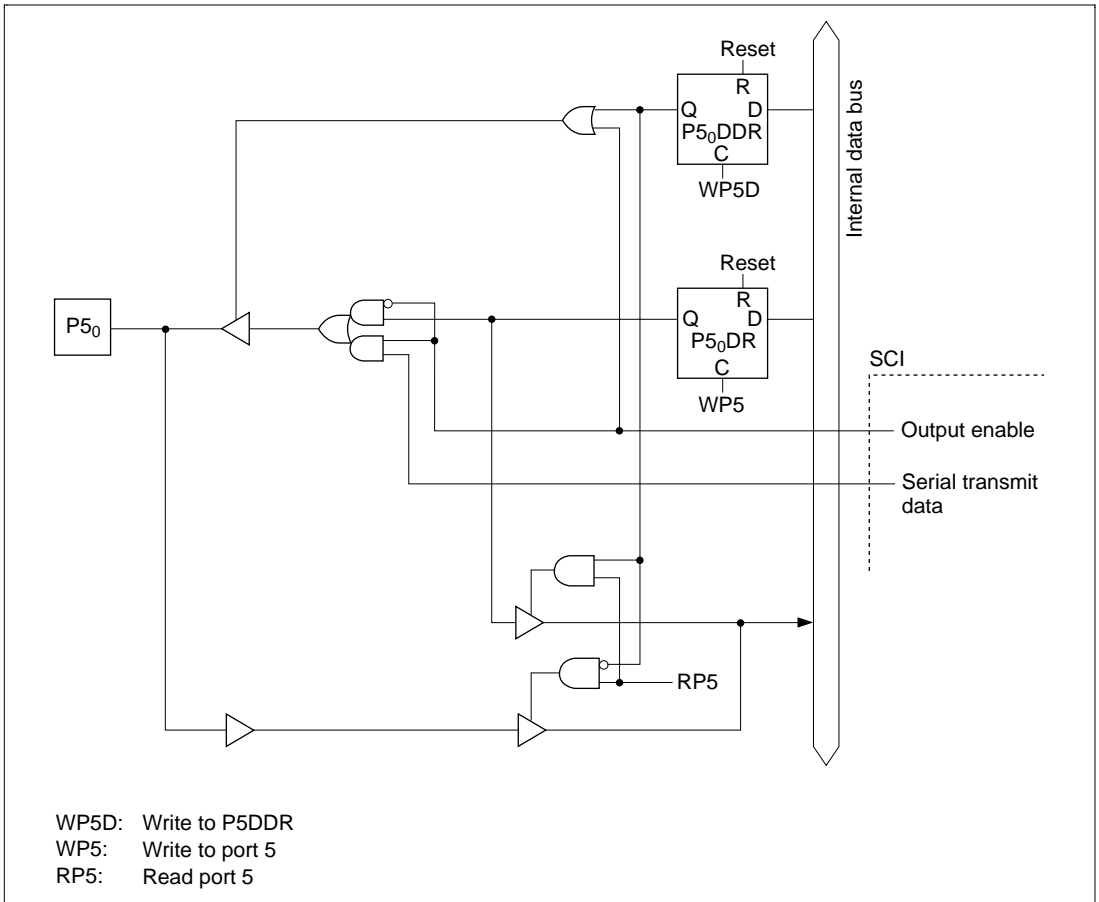 Reset
R
Q D
P5₀DDR
C
WP5D
Internal data bus
Reset
R
Q D
P5₀DR
C
WP5
P5₀
SCI
Output enable
Serial transmit
data
RP5
WP5D: Write to P5DDR
WP5: Write to port 5
RP5: Read port 5